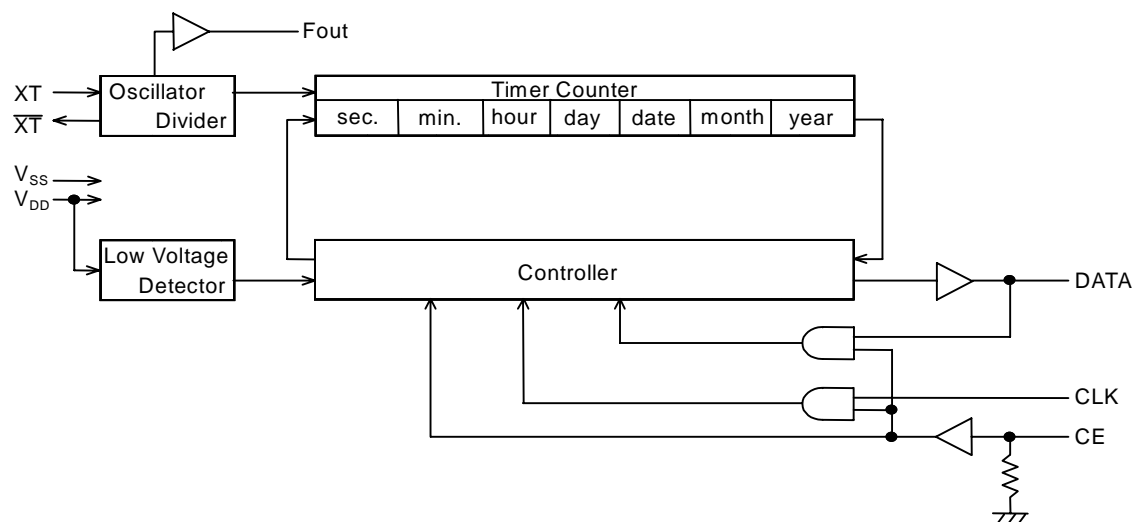 Fout
XT
Oscillator
Divider
X̅T̅
Timer Counter
sec. min. hour day date month year
VSS
VDD
Low Voltage
Detector
Controller
DATA
CLK
CE